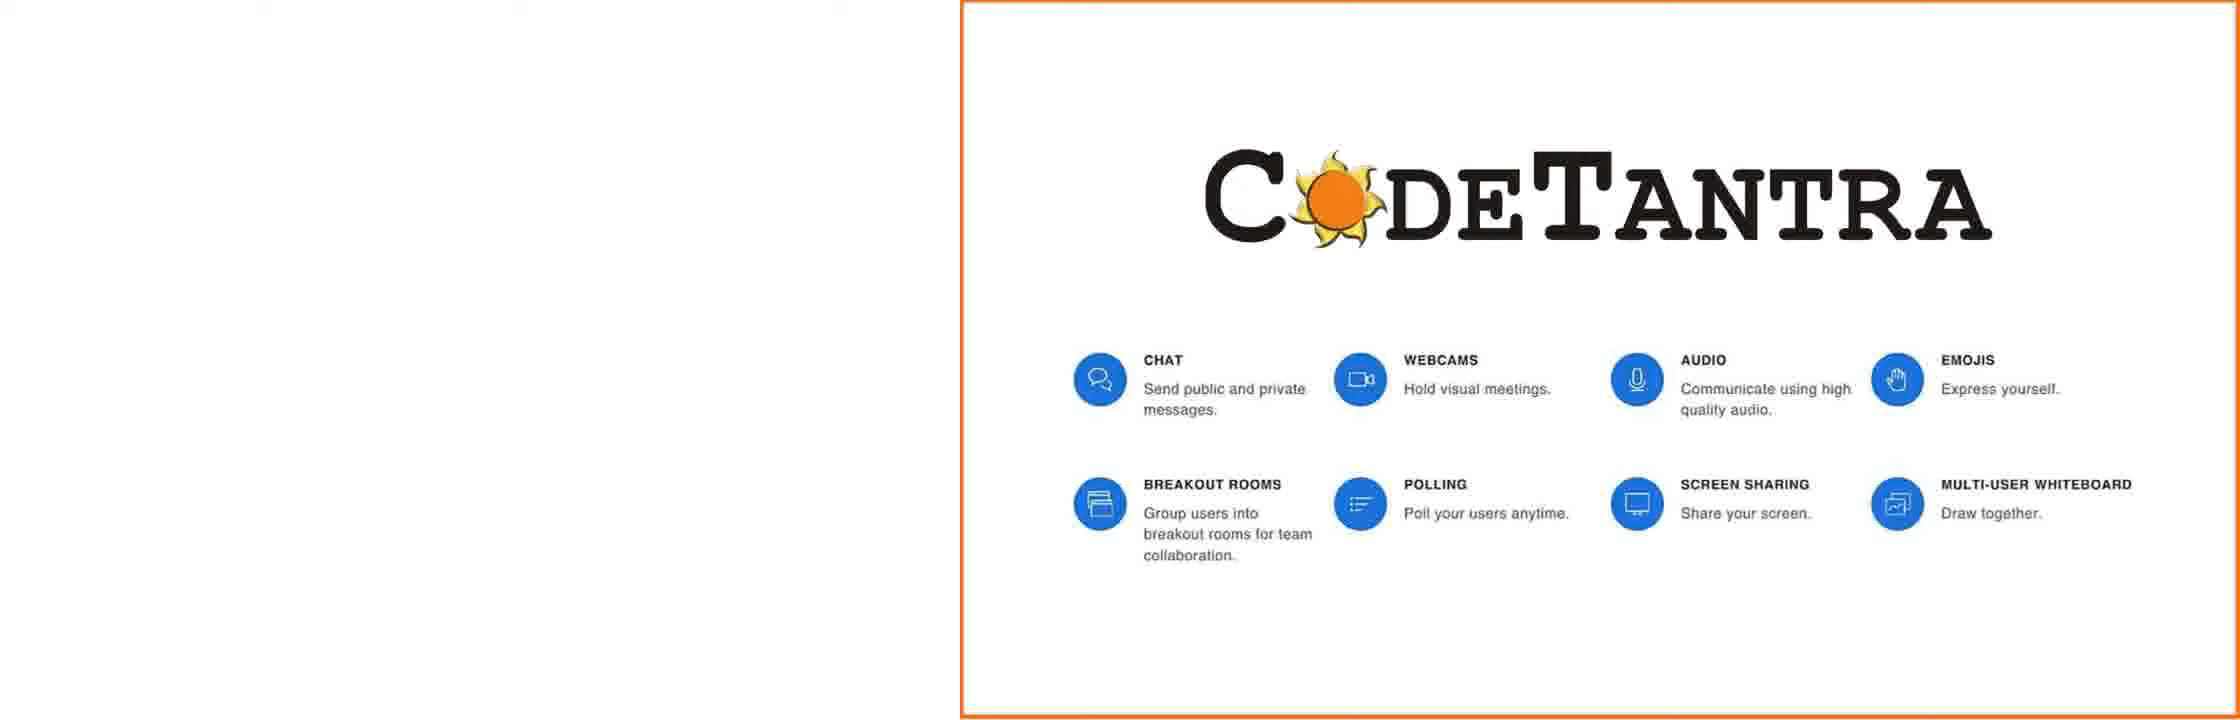 CODETANTRA
CHAT
Send public and private
messages.
WEBCAMS
Hold visual meetings.
AUDIO
Communicate using high
quality audio.
EMOJIS
Express yourself.
BREAKOUT ROOMS
Group users into
breakout rooms for team
collaboration.
POLLING
Poll your users anytime.
SCREEN SHARING
Share your screen.
MULTI-USER WHITEBOARD
Draw together.